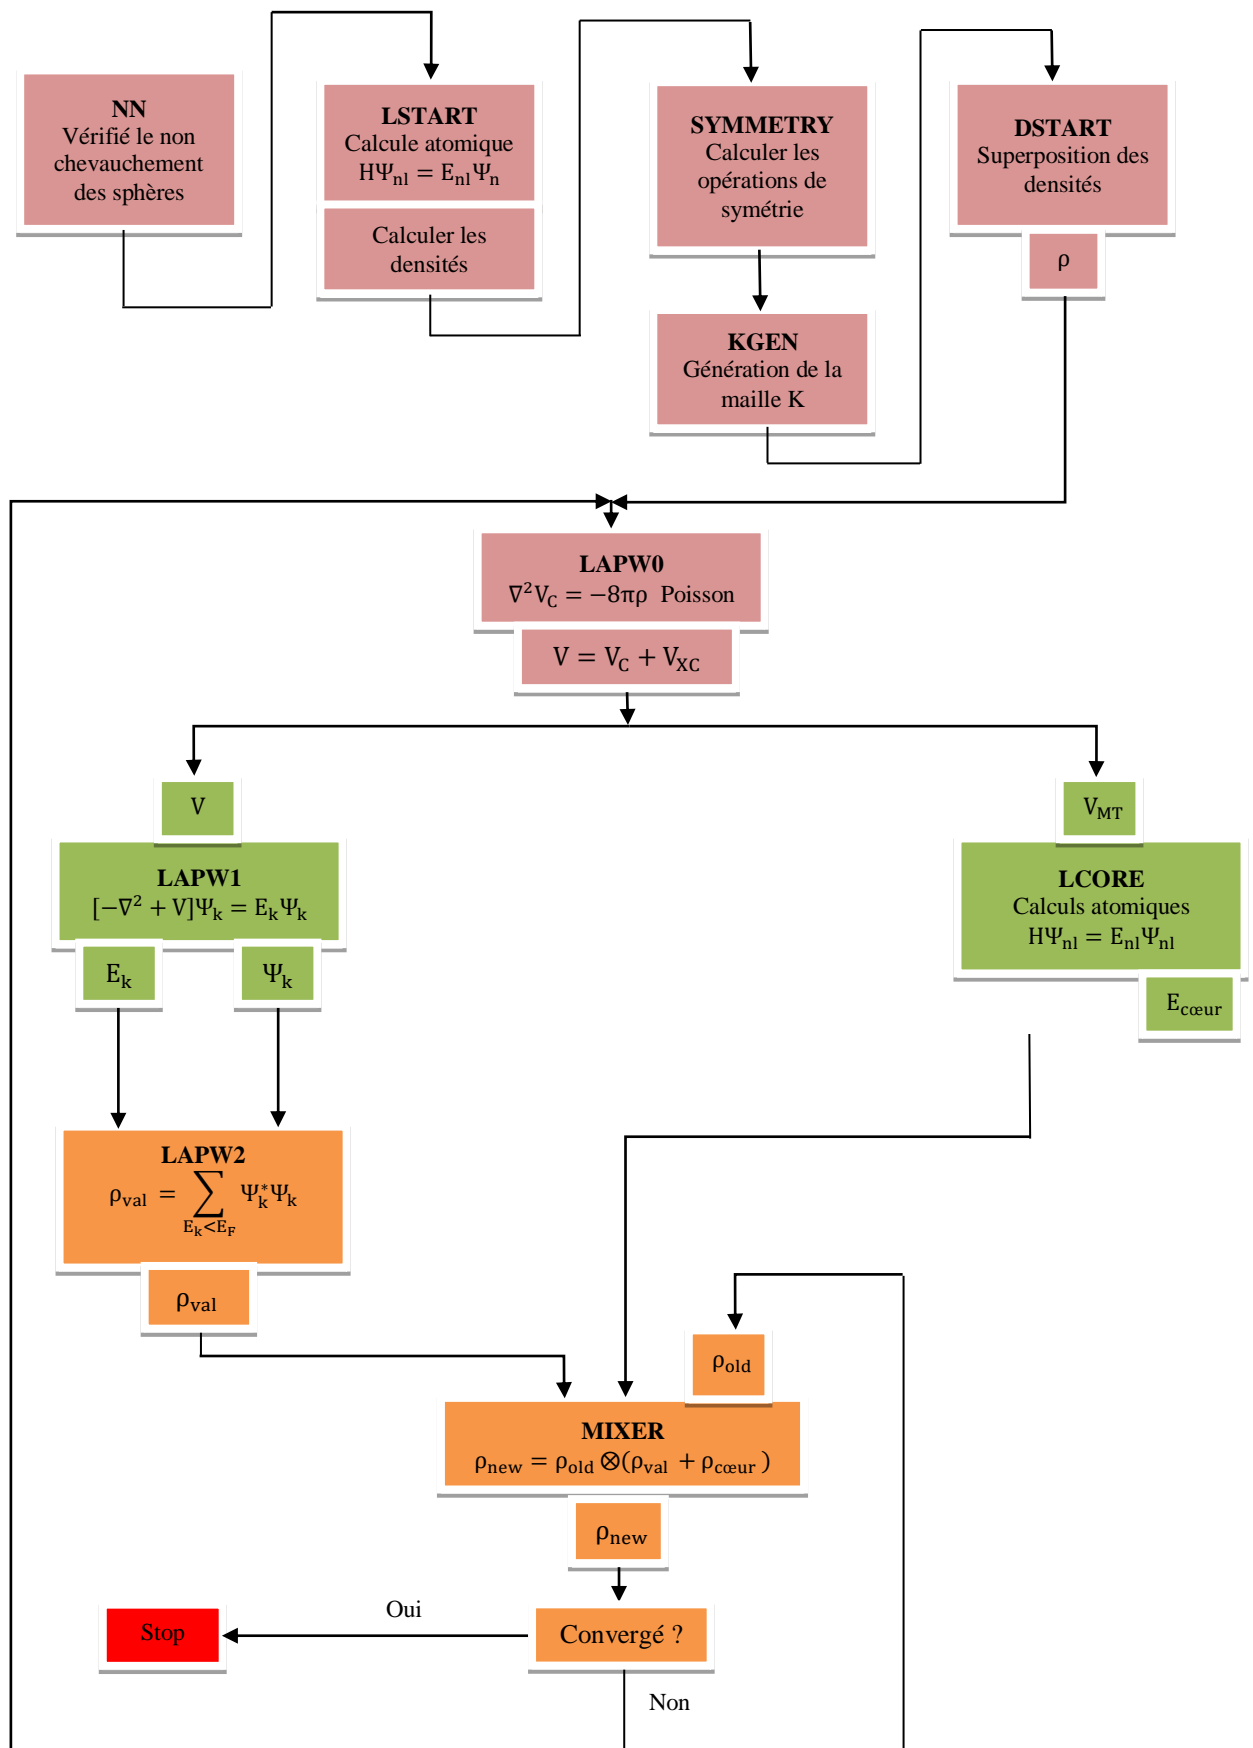 NN
Vérifié le non
chevauchement
des sphères
LSTART
Calcule atomique
HΨnl = EnlΨn
Calculer les
densités
SYMMETRY
Calculer les
opérations de
symétrie
DSTART
Superposition des
densités
ρ
KGEN
Génération de la
maille K
LAPW0
∇²VC = −8πρ Poisson
V = VC + VXC
V
LAPW1
[−∇² + V]Ψk = EkΨk
Ek
Ψk
VMT
LCORE
Calculs atomiques
HΨnl = EnlΨnl
Ecœur
LAPW2
ρval = ∑ Ψk*Ψk
Ek<EF
ρval
ρold
MIXER
ρnew = ρold ⊗(ρval + ρcœur )
ρnew
Convergé ?
Oui
Stop
Non